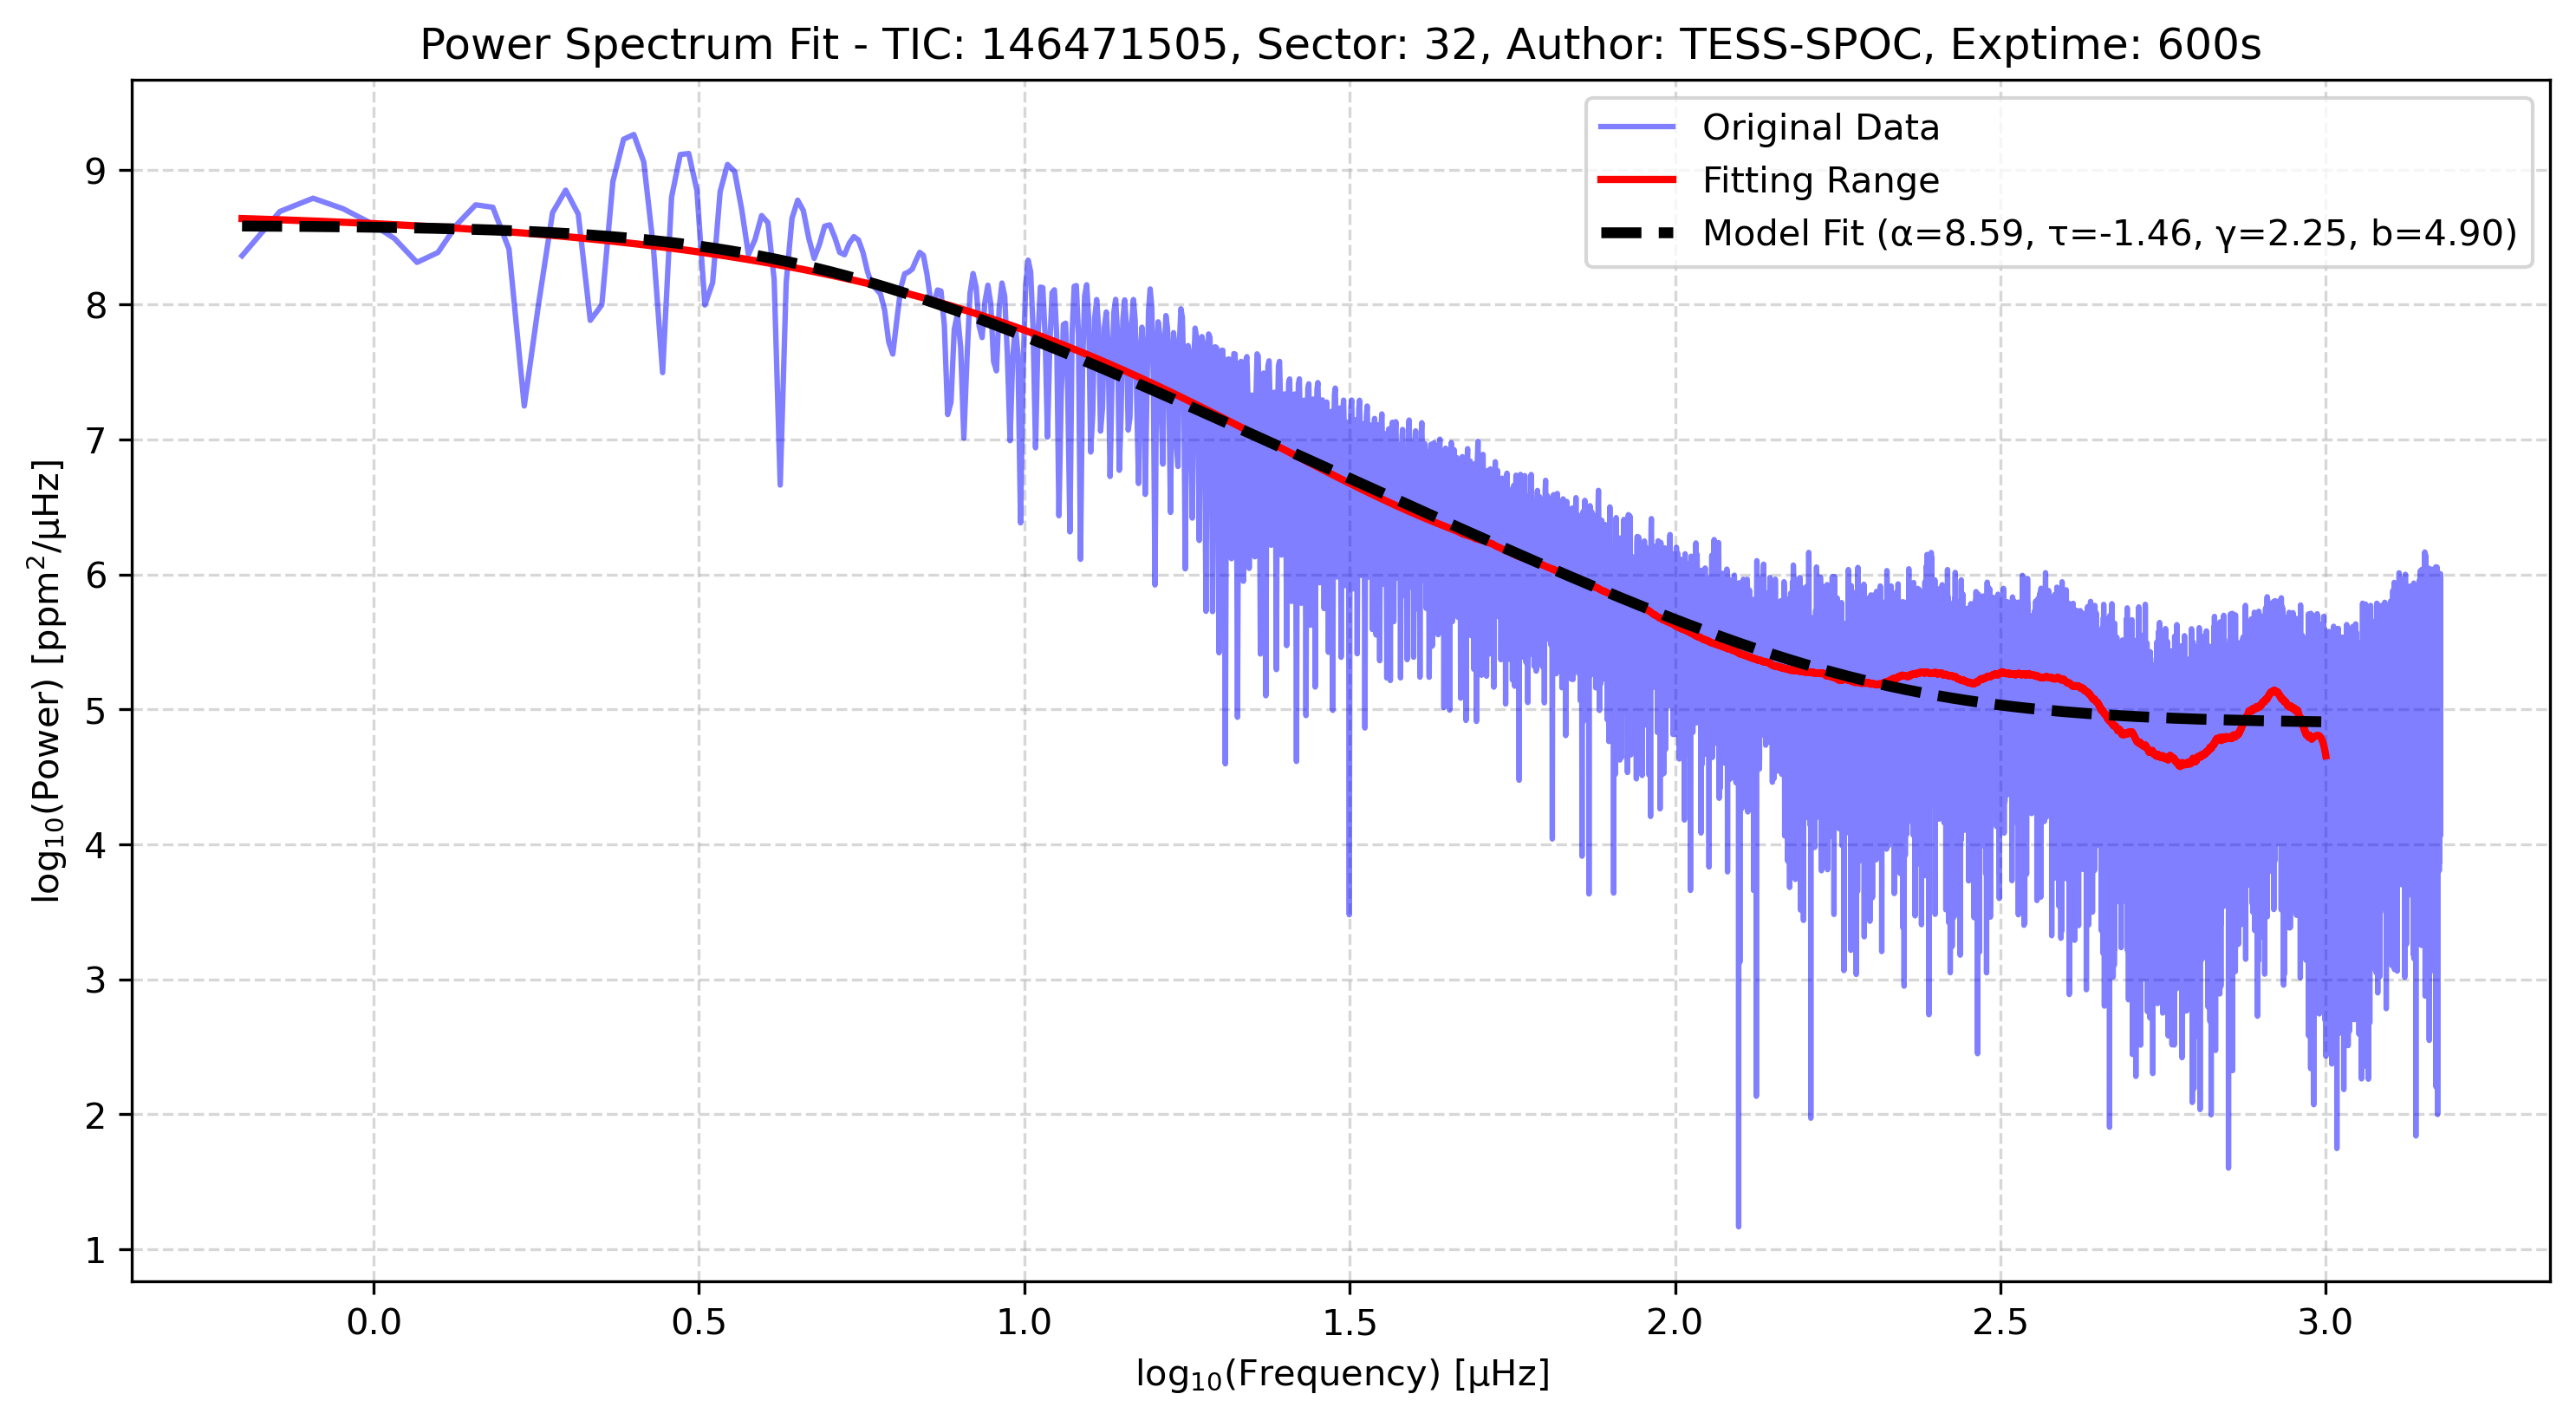 Power Spectrum Fit - TIC: 146471505, Sector: 32, Author: TESS-SPOC, Exptime: 600s
Original Data
Fitting Range
Model Fit (α=8.59, τ=-1.46, γ=2.25, b=4.90)
log₁₀(Power) [ppm²/μHz]
9
8
7
6
5
4
3
2
1
0.0 0.5 1.0 1.5 2.0 2.5 3.0
log₁₀(Frequency) [μHz]